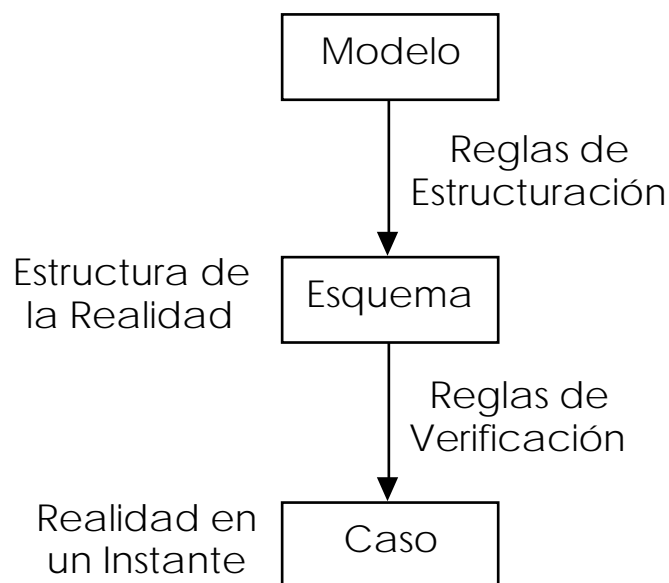 Modelo
Reglas de
Estructuración
Estructura de
la Realidad
Esquema
Reglas de
Verificación
Realidad en
un Instante
Caso